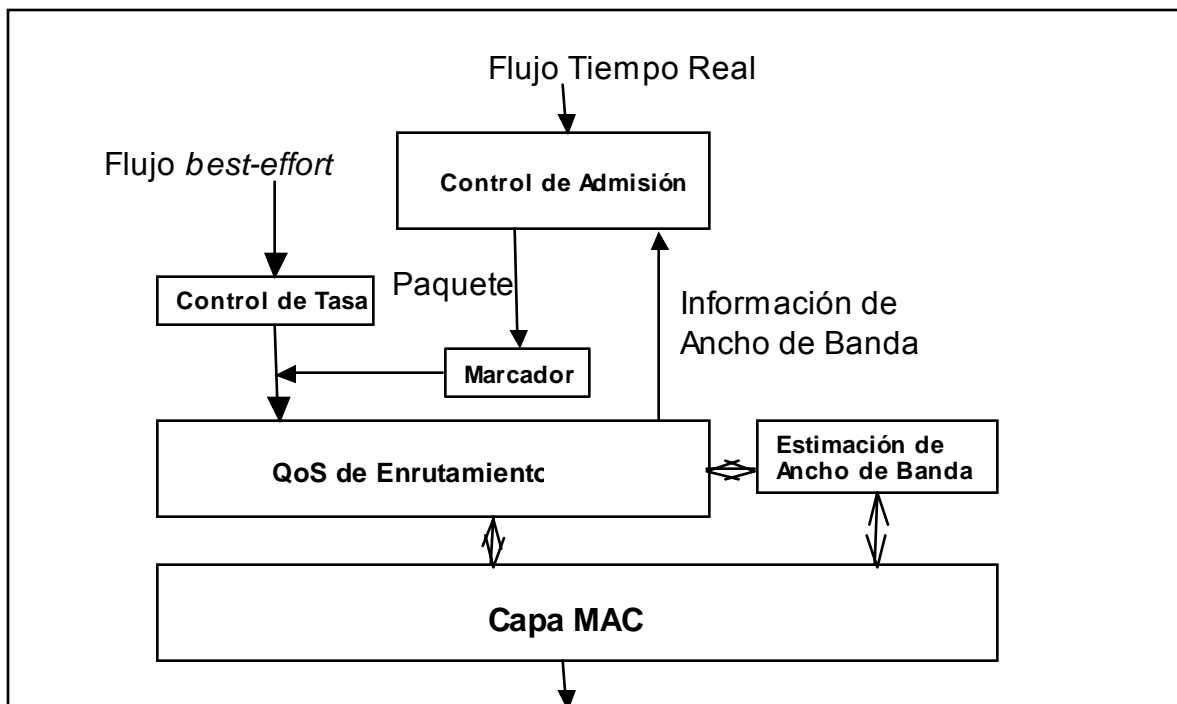 Flujo Tiempo Real
Flujo best-effort
Control de Admisión
Control de Tasa
Paquete
Información de
Ancho de Banda
Marcador
QoS de Enrutamiento
Estimación de
Ancho de Banda
Capa MAC